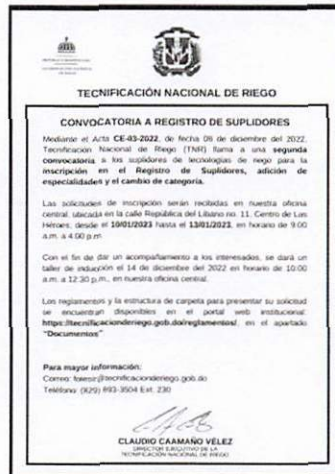 TECNIFICACIÓN NACIONAL DE RIEGO
CONVOCATORIA A REGISTRO DE SUPLIDORES
Mediante el Acta CE-03-2022, de fecha 08 de diciembre del 2022,
Tecnificación Nacional de Riego (TNR) llama a una segunda
convocatoria a los suplidores de tecnologías de riego para la
inscripción en el Registro de Suplidores, adición de
especialidades y el cambio de categoría.
Las solicitudes de inscripción serán recibidas en nuestra oficina
central, ubicada en la calle República del Líbano no. 11, Centro de Los
Héroes, desde el 10/01/2023 hasta el 13/01/2023, en horario de 9:00
a.m. a 4:00 p.m.
Con el fin de dar un acompañamiento a los interesados, se dará un
taller de inducción el 14 de diciembre del 2022 en horario de 10:00
a.m. a 12:30 p.m., en nuestra oficina central.
Los reglamentos y la estructura de carpeta para presentar su solicitud
se encuentran disponibles en el portal web institucional:
https://tecnificacionderiego.gob.do/reglamentos/, en el apartado
"Documentos"
Para mayor información:
Correo: @tecnificacionderiego.gob.do
Teléfono: (829) 893-3504 Ext. 230
CLAUDIO CAAMAÑO VÉLEZ
DIRECTOR EJECUTIVO DE LA
TECNIFICACIÓN NACIONAL DE RIEGO